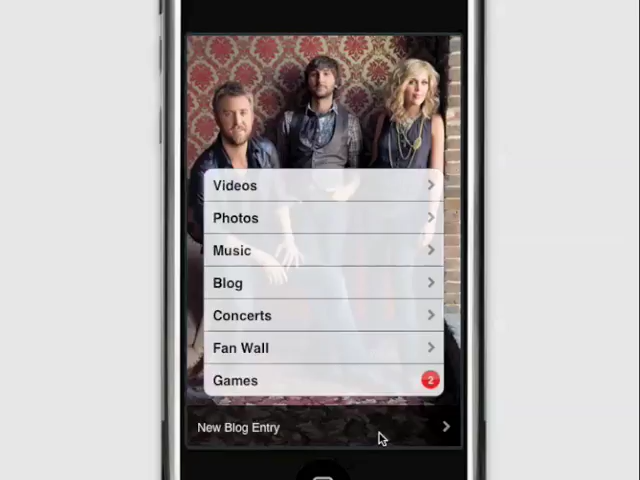 Videos
Photos
Music
Blog
Concerts
Fan Wall
Games
2
New Blog Entry